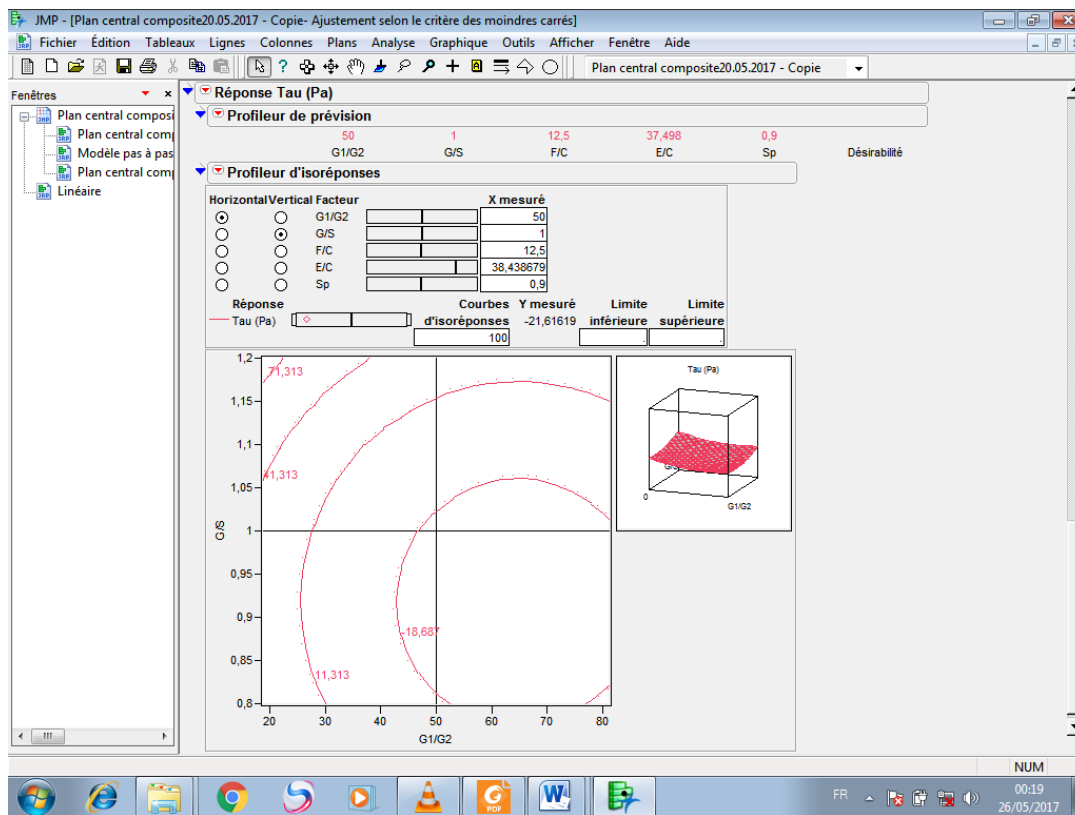 JMP - [Plan central composite20.05.2017 - Copie- Ajustement selon le critère des moindres carrés]
Fichier Édition Tableaux Lignes Colonnes Plans Analyse Graphique Outils Afficher Fenêtre Aide
Plan central composite20.05.2017 - Copie
Fenêtres
Plan central composi
Plan central comp
Modèle pas à pas
Plan central comp
Linéaire
Réponse Tau (Pa)
Profileur de prévision
50 1 12,5 37,498 0,9
G1/G2 G/S F/C E/C Sp Désirabilité
Profileur d'isoréponses
Horizontal Vertical Facteur X mesuré
G1/G2 50
G/S 1
F/C 12,5
E/C 38,438679
Sp 0,9
Réponse Courbes Y mesuré Limite Limite
Tau (Pa) d'isoréponses -21,61619 inférieure supérieure
100 . .
1,2
71,313
1,15
1,1
41,313
1,05
1
0,95
0,9
-18,687
0,85
11,313
0,8
G/S
20 30 40 50 60 70 80
G1/G2
Tau (Pa)
G/S
0
G1/G2
NUM
PDF
FR 00:19
26/05/2017